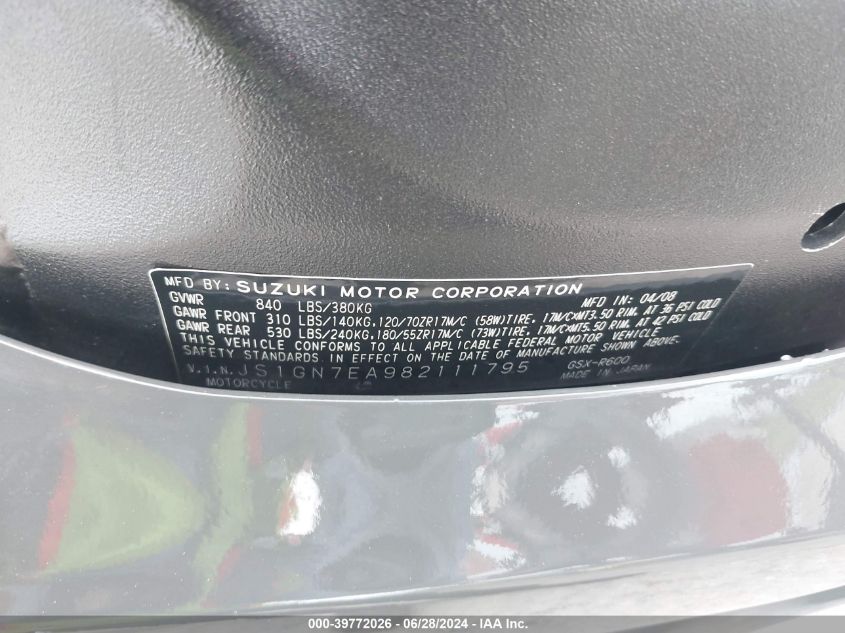 MFD BY: SUZUKI MOTOR CORPORATION MFD IN: 04/08
GVWR 840 LBS/380KG
GAWR FRONT 310 LBS/140KG,120/70ZR17M/C (58W)TIRE, 17M/C×MT3.50 RIM, AT 36 PSI COLD
GAWR REAR 530 LBS/240KG,180/55ZR17M/C (73W)TIRE, 17M/C×MT5.50 RIM, AT 42 PSI COLD
THIS VEHICLE CONFORMS TO ALL APPLICABLE FEDERAL MOTOR VEHICLE
SAFETY STANDARDS IN EFFECT ON THE DATE OF MANUFACTURE SHOWN ABOVE.
V.I.N. JS1GN7EA982111795 GSX-R600
MOTORCYCLE MADE IN JAPAN
000-39772026 - 06/28/2024 - IAA Inc.